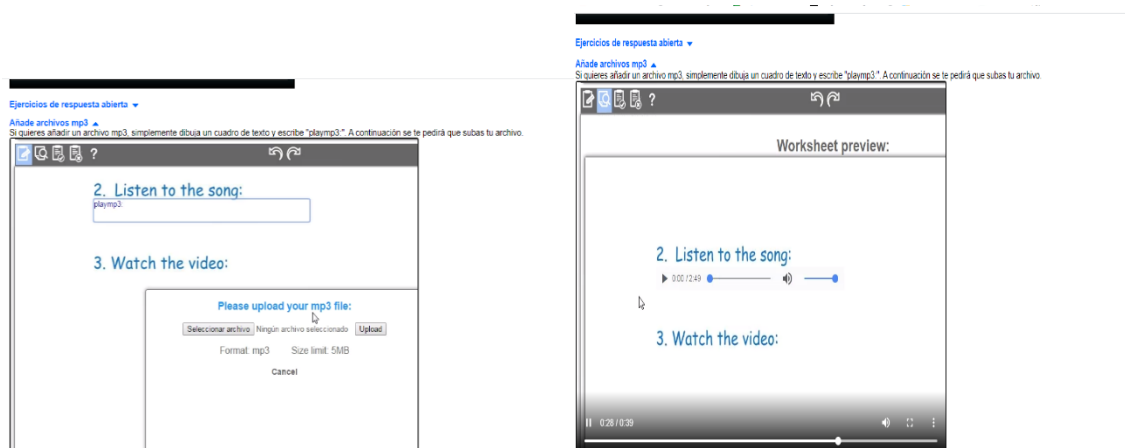 Ejercicios de respuesta abierta
Añade archivos mp3
Si quieres añadir un archivo mp3, simplemente dibuja un cuadro de texto y escribe "playmp3:". A continuación se te pedirá que subas tu archivo.
?
2. Listen to the song:
playmp3:
3. Watch the video:
Please upload your mp3 file:
Seleccionar archivo Ningún archivo seleccionado Upload
Format: mp3 Size limit: 5MB
Cancel
Ejercicios de respuesta abierta
Añade archivos mp3
Si quieres añadir un archivo mp3, simplemente dibuja un cuadro de texto y escribe "playmp3:". A continuación se te pedirá que subas tu archivo.
?
Worksheet preview:
2. Listen to the song:
0:00 / 2:49
3. Watch the video:
0:28 / 0:39